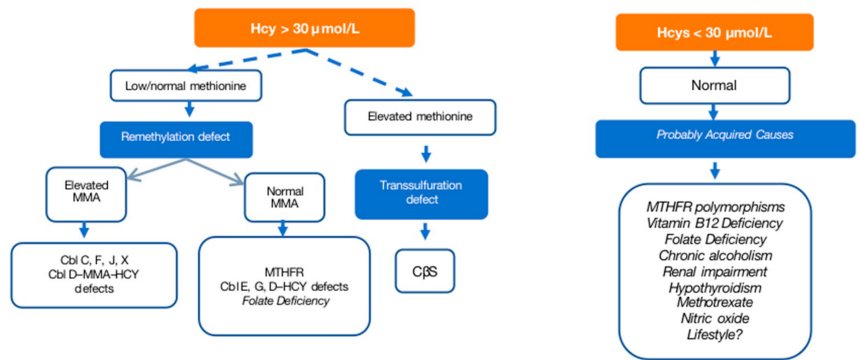 Hcy > 30 µmol/L
Low/normal methionine
Remethylation defect
Elevated
MMA
Cbl C, F, J, X
Cbl D–MMA–HCY
defects
Normal
MMA
MTHFR
Cbl E, G, D–HCY defects
Folate Deficiency
Elevated methionine
Transsulfuration
defect
CβS
Hcys < 30 µmol/L
Normal
Probably Acquired Causes
MTHFR polymorphisms
Vitamin B12 Deficiency
Folate Deficiency
Chronic alcoholism
Renal impairment
Hypothyroidism
Methotrexate
Nitric oxide
Lifestyle?